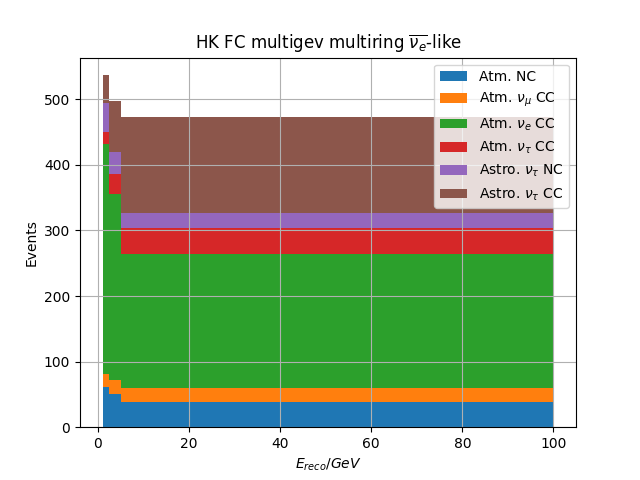 HK FC multigev multiring $\overline{\nu_e}$-like
Atm. NC
Atm. $\nu_\mu$ CC
Atm. $\nu_e$ CC
Atm. $\nu_\tau$ CC
Astro. $\nu_\tau$ NC
Astro. $\nu_\tau$ CC
Events
500
400
300
200
100
0
0 20 40 60 80 100
$E_{reco}/GeV$